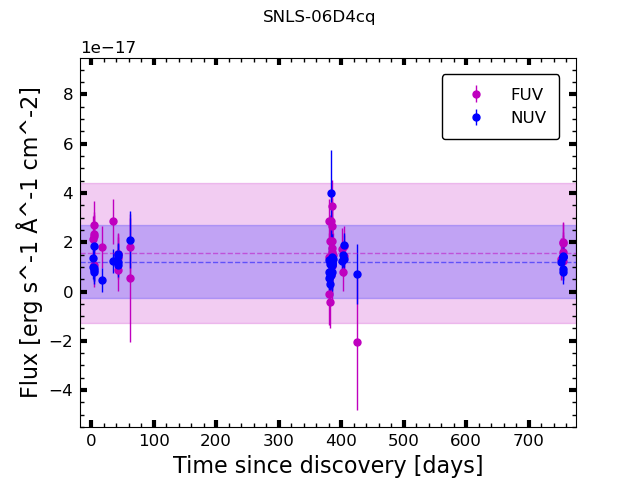 SNLS-06D4cq
1e−17
8
6
4
2
0
−2
−4
Flux [erg s^-1 Å^-1 cm^-2]
FUV
NUV
0 100 200 300 400 500 600 700
Time since discovery [days]